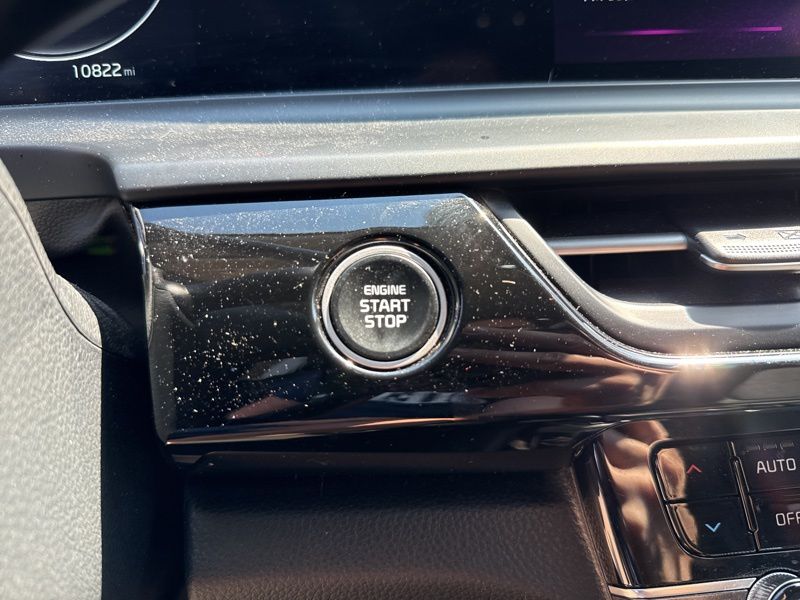 10822 mi
ENGINE
START
STOP
AUTO
OFF